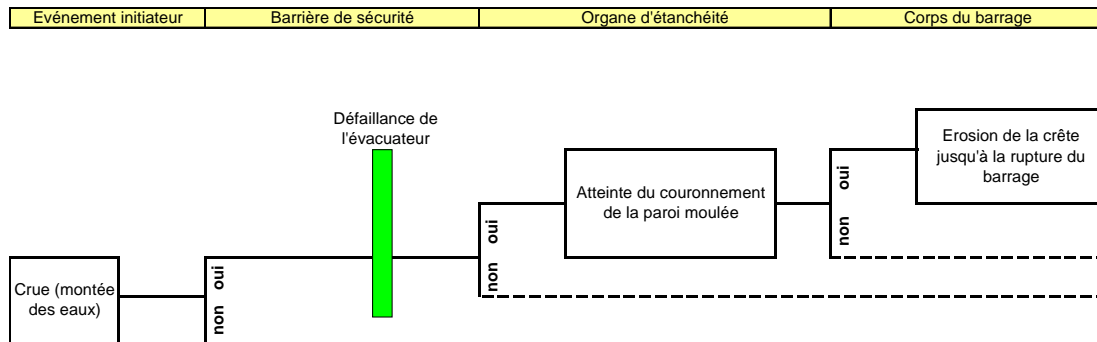 Evénement initiateur
Barrière de sécurité
Organe d'étanchéité
Corps du barrage
Défaillance de
l'évacuateur
Erosion de la crête
jusqu'à la rupture du
barrage
Atteinte du couronnement
de la paroi moulée
oui
non
oui
non
Crue (montée
des eaux)
oui
non